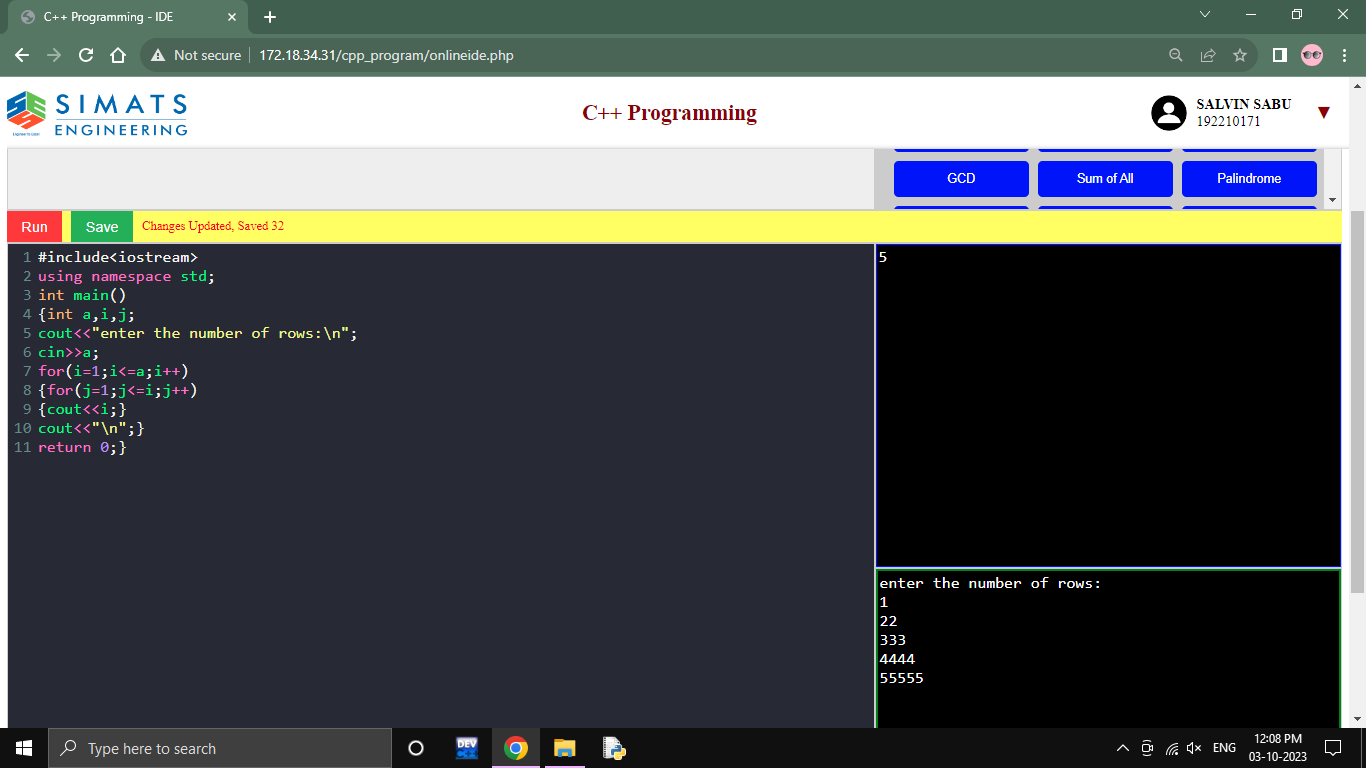 C++ Programming - IDE
Not secure
172.18.34.31/cpp_program/onlineide.php
SIMATS
ENGINEERING
C++ Programming
SALVIN SABU
192210171
GCD
Sum of All
Palindrome
Run
Save
Changes Updated, Saved 32
1 #include<iostream>
2 using namespace std;
3 int main()
4 {int a,i,j;
5 cout<<"enter the number of rows:\n";
6 cin>>a;
7 for(i=1;i<=a;i++)
8 {for(j=1;j<=i;j++)
9 {cout<<i;}
10 cout<<"\n";}
11 return 0;}
5
enter the number of rows:
1
22
333
4444
55555
Type here to search
DEV
ENG
12:08 PM
03-10-2023